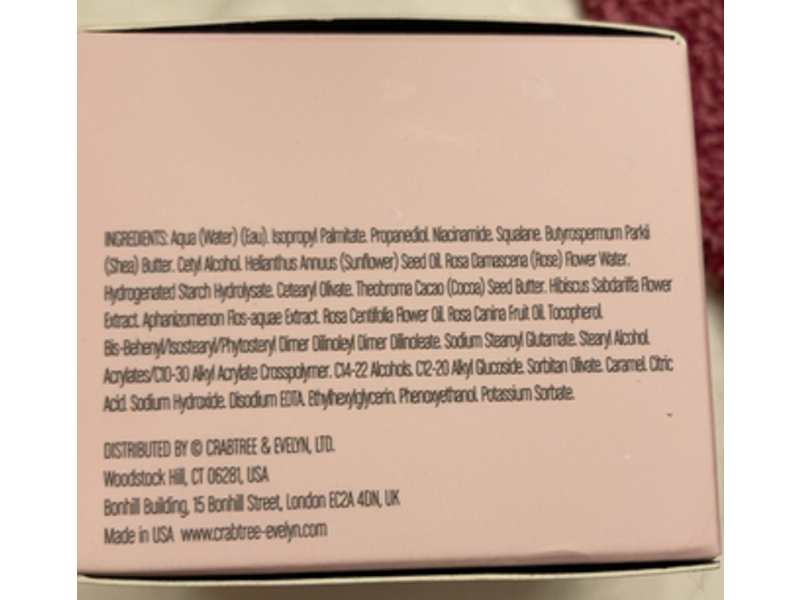 INGREDIENTS: Aqua (Water) (Eau). Isopropyl Palmitate. Propanediol. Niacinamide. Squalane. Butyrospermum Parkii
(Shea) Butter. Cetyl Alcohol. Helianthus Annuus (Sunflower) Seed Oil. Rosa Damascena (Rose) Flower Water.
Hydrogenated Starch Hydrolysate. Cetearyl Olivate. Theobroma Cacao (Cocoa) Seed Butter. Hibiscus Sabdariffa Flower
Extract. Aphanizomenon Flos-aquae Extract. Rosa Centifolia Flower Oil. Rosa Canina Fruit Oil. Tocopherol.
Bis-Behenyl/Isostearyl/Phytosteryl Dimer Dilinoleyl Dimer Dilinoleate. Sodium Stearoyl Glutamate. Stearyl Alcohol.
Acrylates/C10-30 Alkyl Acrylate Crosspolymer. C14-22 Alcohols. C12-20 Alkyl Glucoside. Sorbitan Olivate. Caramel. Citric
Acid. Sodium Hydroxide. Disodium EDTA. Ethylhexylglycerin. Phenoxyethanol. Potassium Sorbate.
DISTRIBUTED BY © CRABTREE & EVELYN, LTD.
Woodstock Hill, CT 06281, USA
Bonhill Building, 15 Bonhill Street, London EC2A 4DN, UK
Made in USA www.crabtree-evelyn.com